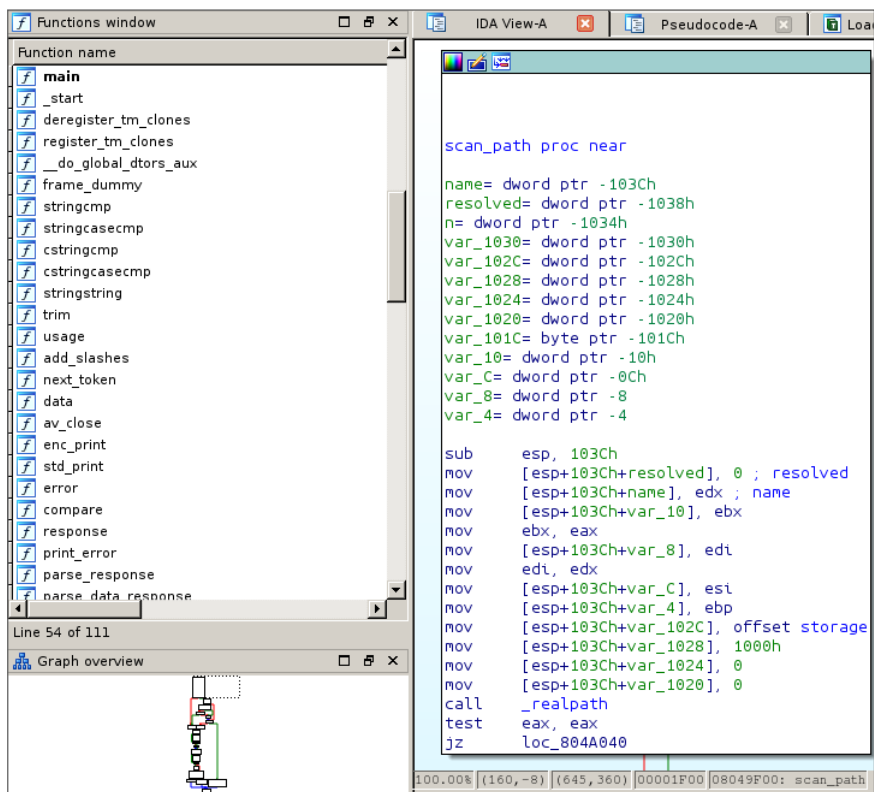 Functions window
Function name
main
_start
deregister_tm_clones
register_tm_clones
__do_global_dtors_aux
frame_dummy
stringcmp
stringcasecmp
cstringcmp
cstringcasecmp
stringstring
trim
usage
add_slashes
next_token
data
av_close
enc_print
std_print
error
compare
response
print_error
parse_response
parse_data_response
Line 54 of 111
Graph overview
IDA View-A
Pseudocode-A
Loa
scan_path proc near
name= dword ptr -103Ch
resolved= dword ptr -1038h
n= dword ptr -1034h
var_1030= dword ptr -1030h
var_102C= dword ptr -102Ch
var_1028= dword ptr -1028h
var_1024= dword ptr -1024h
var_1020= dword ptr -1020h
var_101C= byte ptr -101Ch
var_10= dword ptr -10h
var_C= dword ptr -0Ch
var_8= dword ptr -8
var_4= dword ptr -4
sub esp, 103Ch
mov [esp+103Ch+resolved], 0 ; resolved
mov [esp+103Ch+name], edx ; name
mov [esp+103Ch+var_10], ebx
mov ebx, eax
mov [esp+103Ch+var_8], edi
mov edi, edx
mov [esp+103Ch+var_C], esi
mov [esp+103Ch+var_4], ebp
mov [esp+103Ch+var_102C], offset storage
mov [esp+103Ch+var_1028], 1000h
mov [esp+103Ch+var_1024], 0
mov [esp+103Ch+var_1020], 0
call _realpath
test eax, eax
jz loc_804A040
100.00% (160,-8) (645,360) 00001F00 08049F00: scan_path